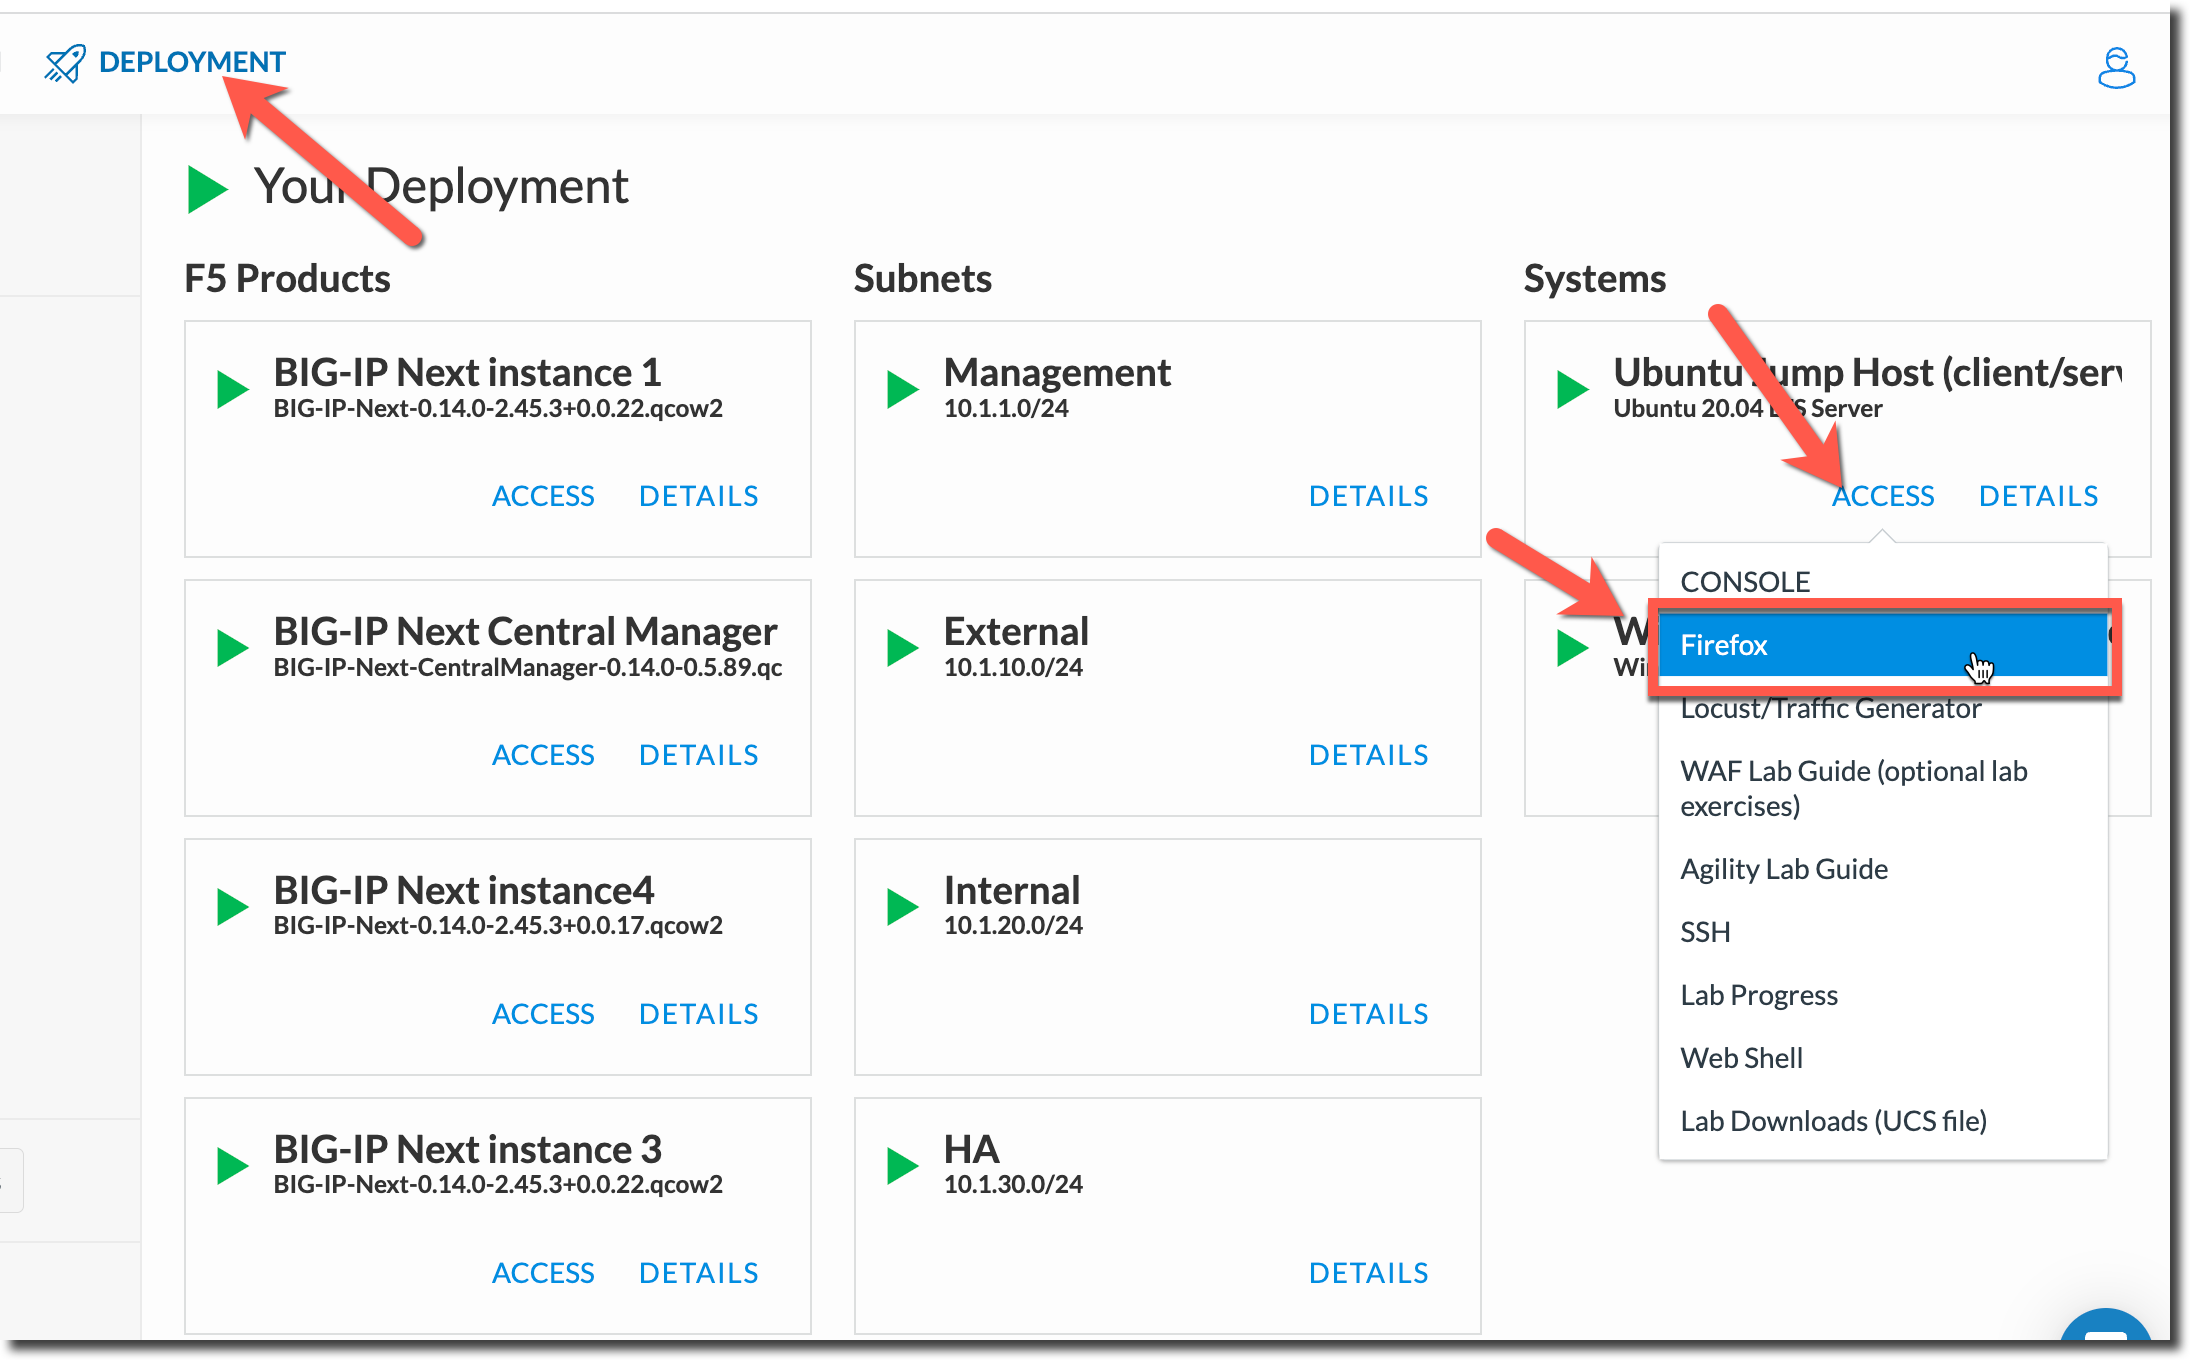 DEPLOYMENT
Your Deployment
F5 Products
BIG-IP Next instance 1
BIG-IP-Next-0.14.0-2.45.3+0.0.22.qcow2
ACCESS DETAILS
BIG-IP Next Central Manager
BIG-IP-Next-CentralManager-0.14.0-0.5.89.qc
ACCESS DETAILS
BIG-IP Next instance4
BIG-IP-Next-0.14.0-2.45.3+0.0.17.qcow2
ACCESS DETAILS
BIG-IP Next instance 3
BIG-IP-Next-0.14.0-2.45.3+0.0.22.qcow2
ACCESS DETAILS
Subnets
Management
10.1.1.0/24
DETAILS
External
10.1.10.0/24
DETAILS
Internal
10.1.20.0/24
DETAILS
HA
10.1.30.0/24
DETAILS
Systems
Ubuntu Jump Host (client/serv
Ubuntu 20.04 LTS Server
ACCESS DETAILS
CONSOLE
Firefox
Locust/Traffic Generator
WAF Lab Guide (optional lab
exercises)
Agility Lab Guide
SSH
Lab Progress
Web Shell
Lab Downloads (UCS file)